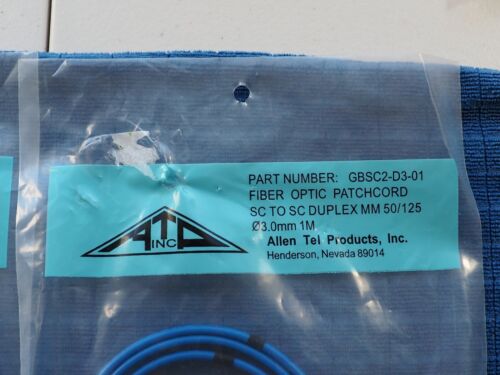 ATP
INC
PART NUMBER: GBSC2-D3-01
FIBER OPTIC PATCHCORD
SC TO SC DUPLEX MM 50/125
Ø3.0mm 1M
Allen Tel Products, Inc.
Henderson, Nevada 89014